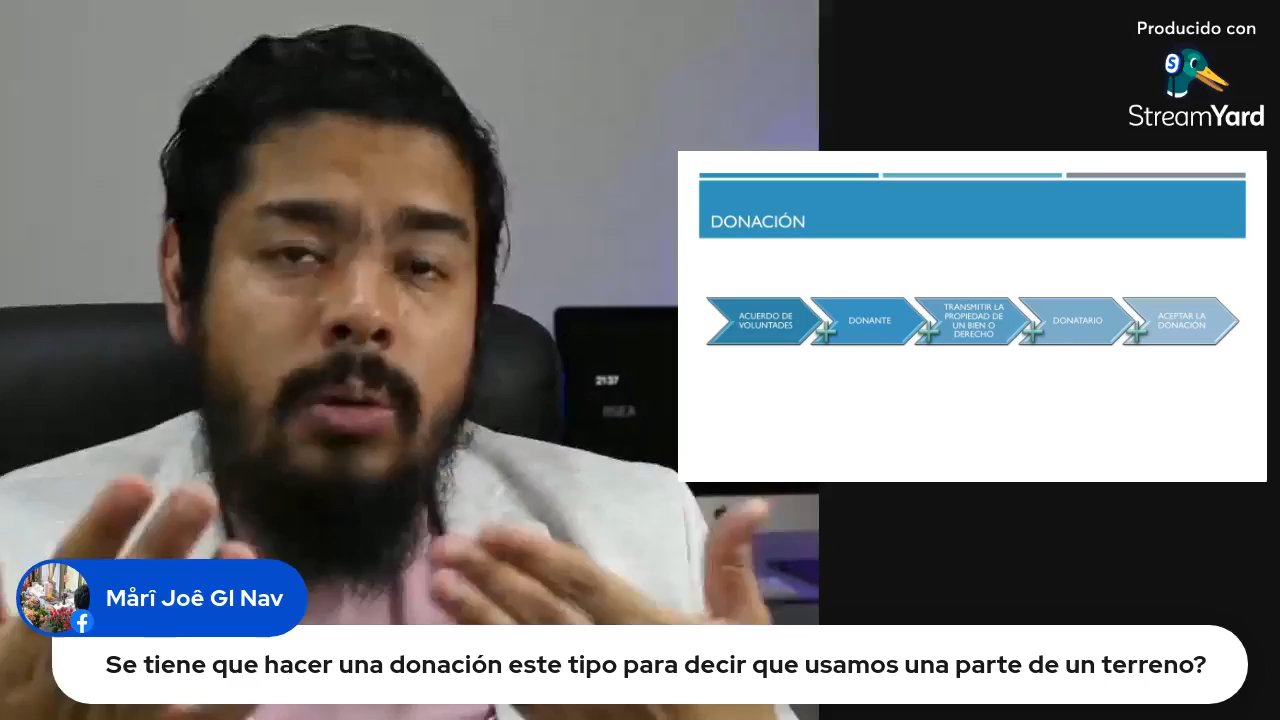 Producido con
StreamYard
DONACIÓN
ACUERDO DE
VOLUNTADES
DONANTE
TRANSMITIR LA
PROPIEDAD DE
UN BIEN O
DERECHO
DONATARIO
ACEPTAR LA
DONACIÓN
21:37
Mårî Joê Gl Nav
Se tiene que hacer una donación este tipo para decir que usamos una parte de un terreno?